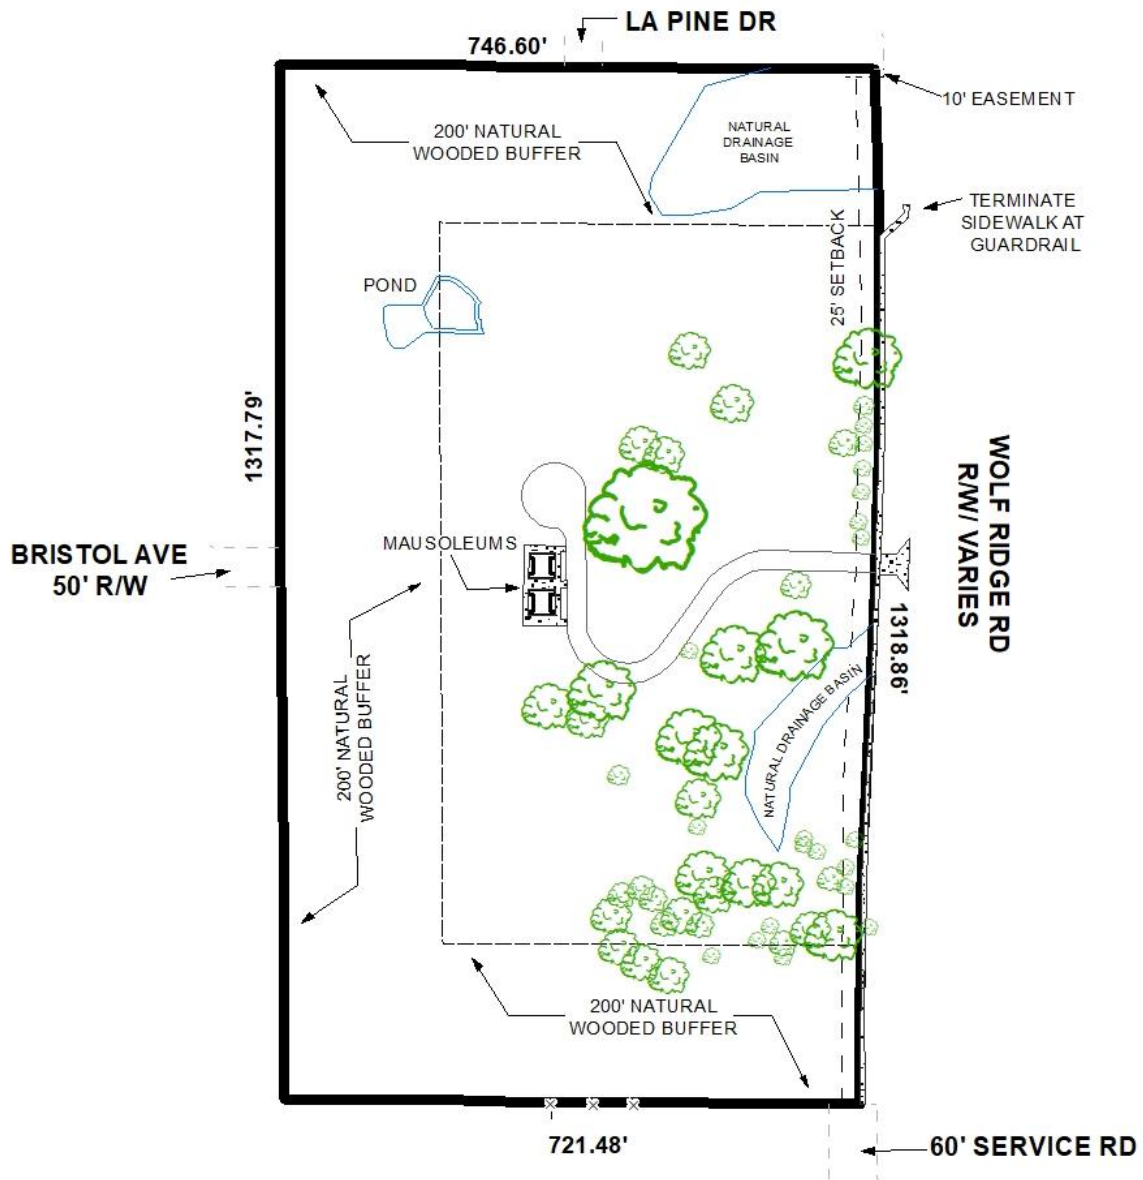 LA PINE DR
746.60'
10' EASEMENT
200' NATURAL
WOODED BUFFER
NATURAL
DRAINAGE
BASIN
TERMINATE
SIDEWALK AT
GUARDRAIL
25' SETBACK
POND
1317.79'
WOLF RIDGE RD
R/W/ VARIES
MAUSOLEUMS
BRISTOL AVE
50' R/W
1318.86'
200' NATURAL
WOODED BUFFER
NATURAL DRAINAGE BASIN
200' NATURAL
WOODED BUFFER
721.48'
60' SERVICE RD